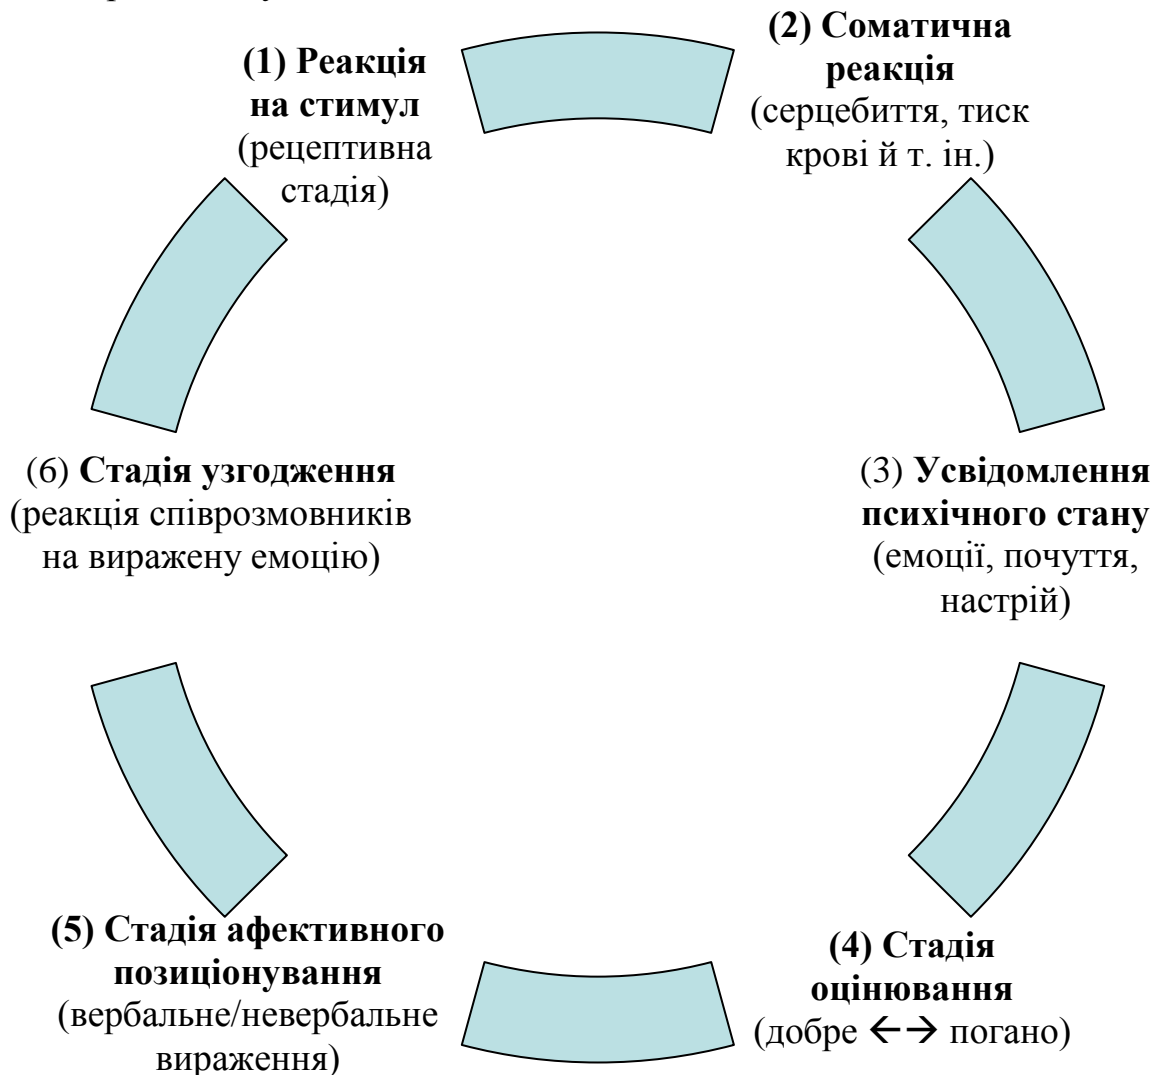 (1) Реакція
на стимул
(рецептивна
стадія)
(2) Соматична
реакція
(серцебиття, тиск
крові й т. ін.)
(3) Усвідомлення
психічного стану
(емоції, почуття,
настрій)
(4) Стадія
оцінювання
(добре ←→ погано)
(5) Стадія афективного
позиціонування
(вербальне/невербальне
вираження)
(6) Стадія узгодження
(реакція співрозмовників
на виражену емоцію)